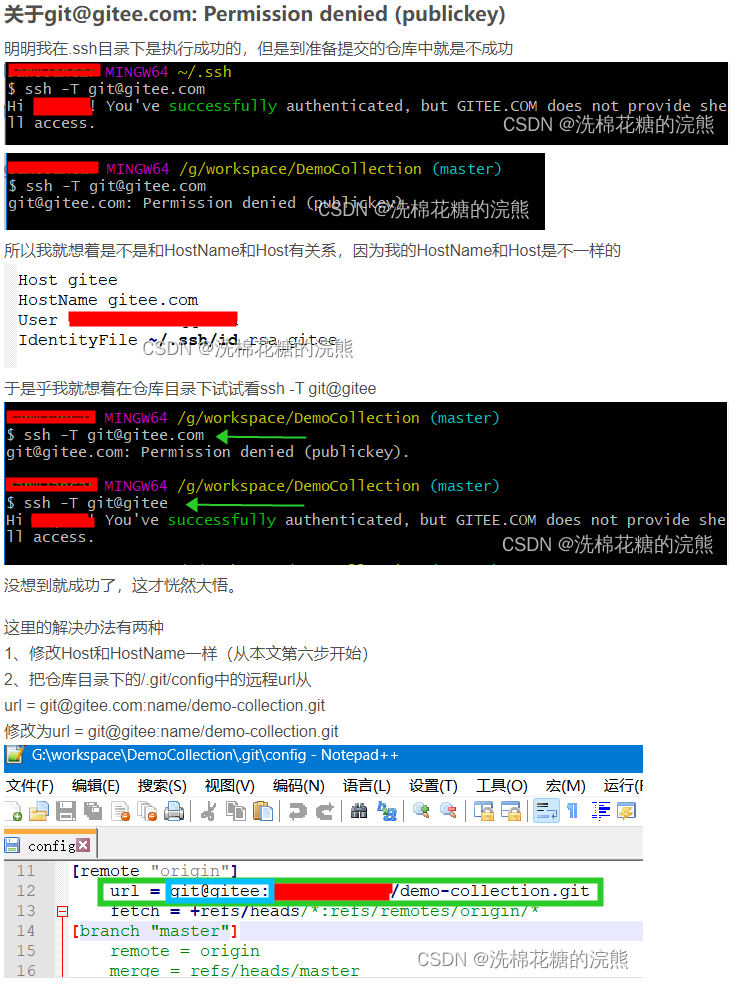 关于git@gitee.com: Permission denied (publickey)
明明我在.ssh目录下是执行成功的，但是到准备提交的仓库中就是不成功
MINGW64 ~/.ssh
$ ssh -T git@gitee.com
Hi ! You've successfully authenticated, but GITEE.COM does not provide she
ll access.
CSDN @洗棉花糖的浣熊
MINGW64 /g/workspace/DemoCollection (master)
$ ssh -T git@gitee.com
git@gitee.com: Permission denied (publickey).
CSDN @洗棉花糖的浣熊
所以我就想着是不是和HostName和Host有关系，因为我的HostName和Host是不一样的
Host gitee
HostName gitee.com
User
IdentityFile ~/.ssh/id_rsa_gitee
CSDN @洗棉花糖的浣熊
于是乎我就想着在仓库目录下试试看ssh -T git@gitee
MINGW64 /g/workspace/DemoCollection (master)
$ ssh -T git@gitee.com
git@gitee.com: Permission denied (publickey).
MINGW64 /g/workspace/DemoCollection (master)
$ ssh -T git@gitee
Hi ! You've successfully authenticated, but GITEE.COM does not provide she
ll access.
CSDN @洗棉花糖的浣熊
没想到就成功了，这才恍然大悟。
这里的解决办法有两种
1、修改Host和HostName一样（从本文第六步开始）
2、把仓库目录下的/.git/config中的远程url从
url = git@gitee.com:name/demo-collection.git
修改为url = git@gitee:name/demo-collection.git
G:\workspace\DemoCollection\.git\config - Notepad++
文件(F) 编辑(E) 搜索(S) 视图(V) 编码(N) 语言(L) 设置(T) 工具(O) 宏(M) 运行(
config
11 [remote "origin"]
12 url = git@gitee: /demo-collection.git
13 fetch = +refs/heads/*:refs/remotes/origin/*
14 [branch "master"]
15 remote = origin
16 merge = refs/heads/master
CSDN @洗棉花糖的浣熊